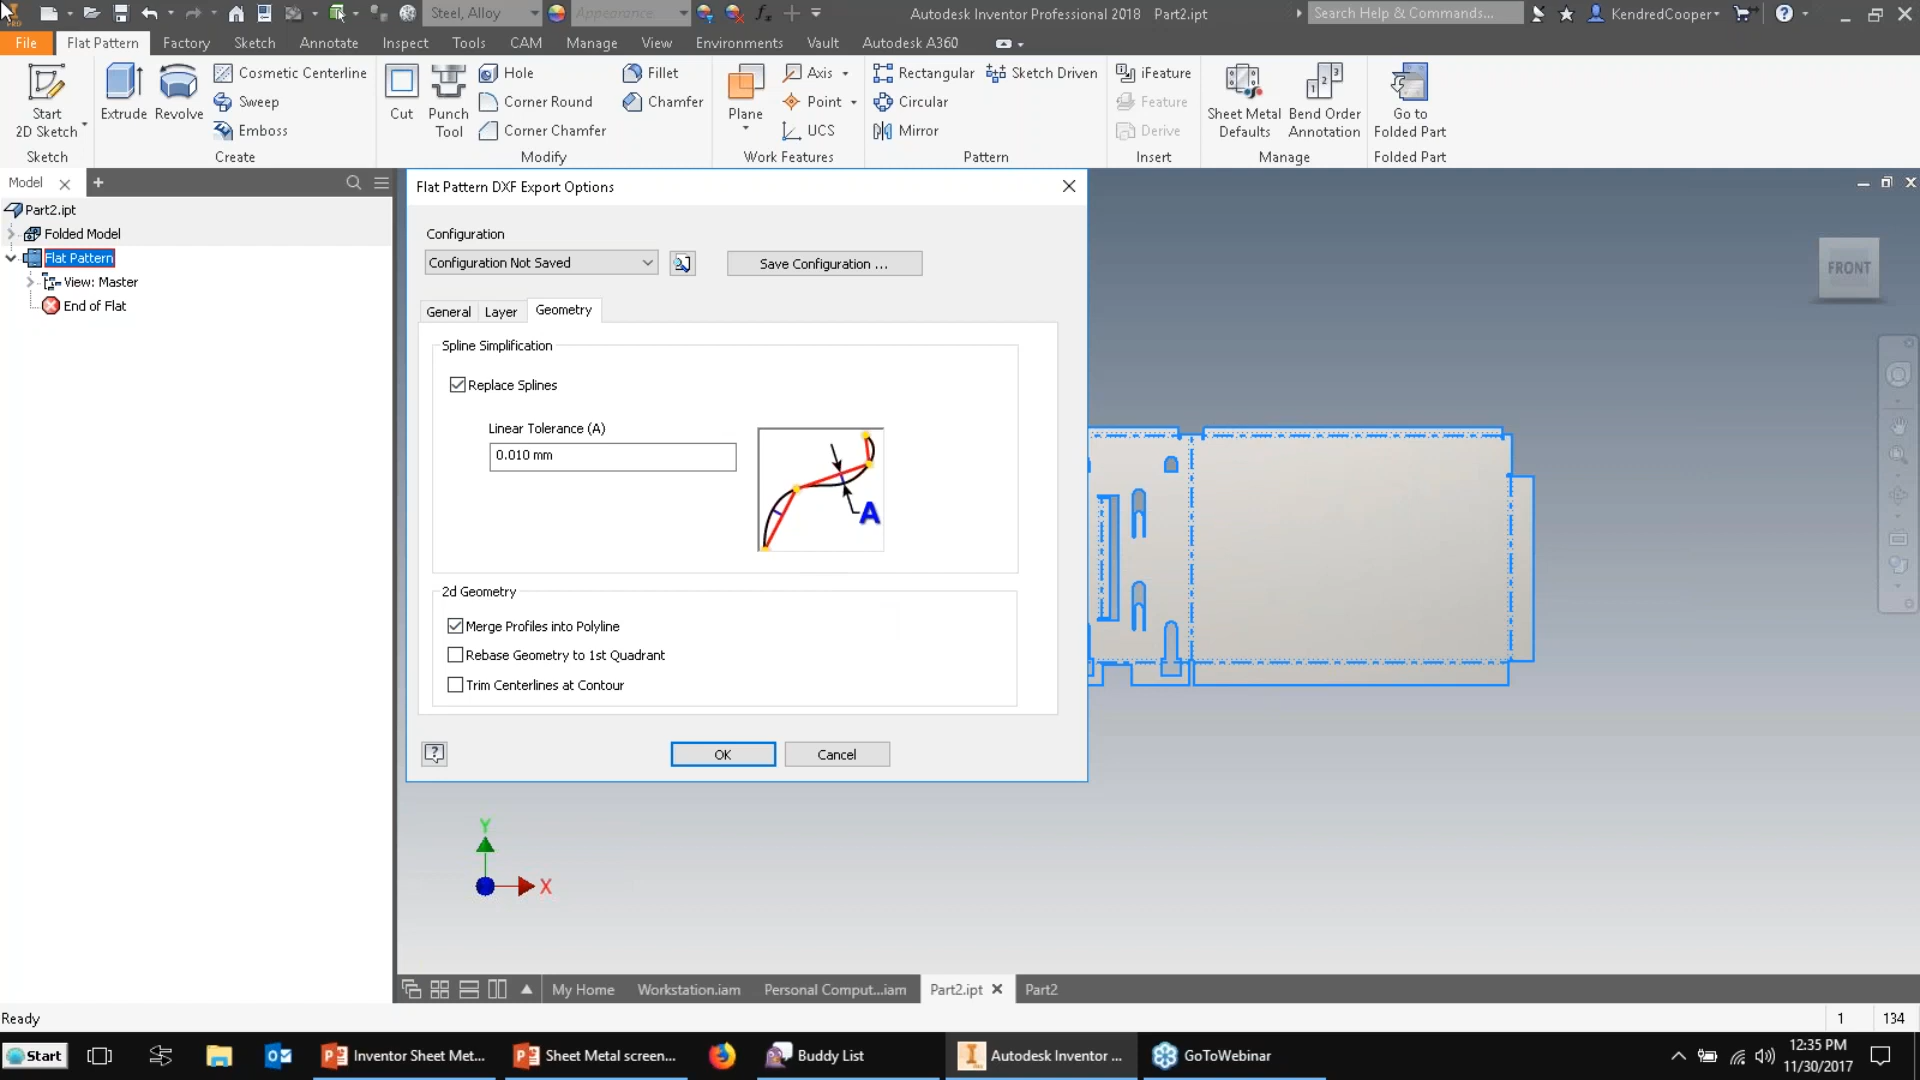 Steel, Alloy
Appearance
Autodesk Inventor Professional 2018 Part2.ipt
Search Help & Commands...
KendredCooper
File Flat Pattern Factory Sketch Annotate Inspect Tools CAM Manage View Environments Vault Autodesk A360
Start
2D Sketch
Sketch
Extrude
Revolve
Cosmetic Centerline
Sweep
Emboss
Create
Cut
Punch
Tool
Hole
Corner Round
Corner Chamfer
Fillet
Chamfer
Modify
Plane
Axis
Point
UCS
Work Features
Rectangular
Circular
Mirror
Sketch Driven
Pattern
iFeature
Feature
Derive
Insert
Sheet Metal
Defaults
Bend Order
Annotation
Manage
Go to
Folded Part
Folded Part
Model
Part2.ipt
Folded Model
Flat Pattern
View: Master
End of Flat
Flat Pattern DXF Export Options
Configuration
Configuration Not Saved
Save Configuration ...
General Layer Geometry
Spline Simplification
Replace Splines
Linear Tolerance (A)
0.010 mm
A
2d Geometry
Merge Profiles into Polyline
Rebase Geometry to 1st Quadrant
Trim Centerlines at Contour
OK Cancel
FRONT
Y
X
My Home Workstation.iam Personal Comput...iam Part2.ipt Part2
Ready
1 134
Start
Inventor Sheet Met...
Sheet Metal screen...
Buddy List
Autodesk Inventor ...
GoToWebinar
12:35 PM
11/30/2017